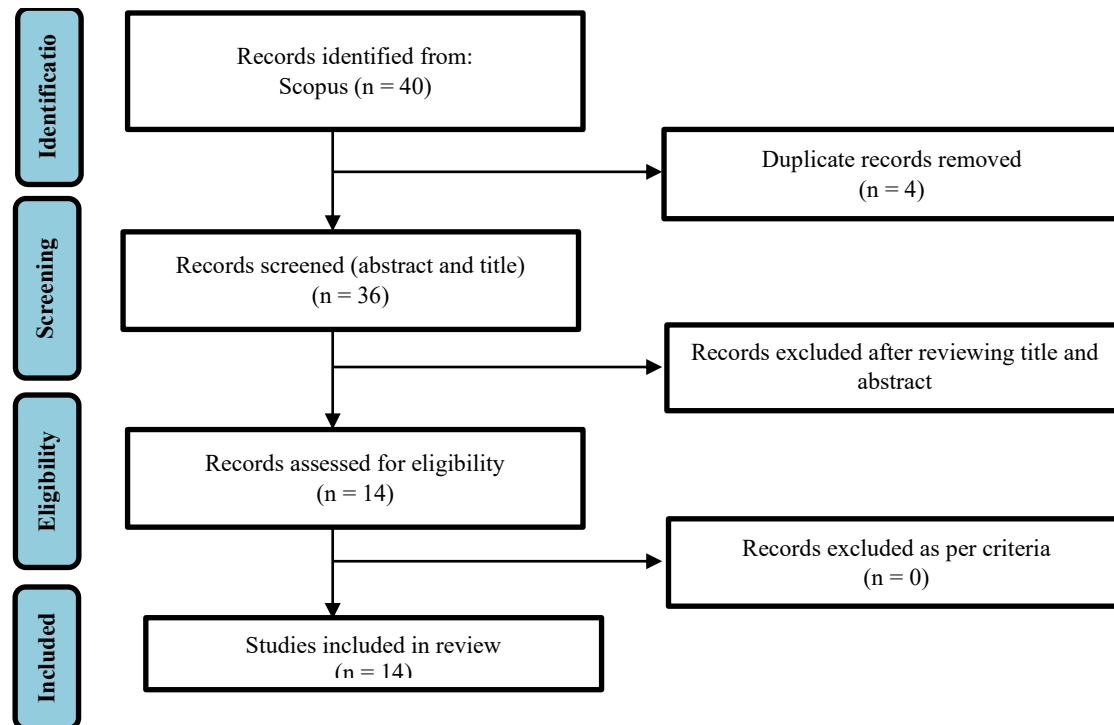 Identificatio
Records identified from:
Scopus (n = 40)
Duplicate records removed
(n = 4)
Screening
Records screened (abstract and title)
(n = 36)
Records excluded after reviewing title and
abstract
Eligibility
Records assessed for eligibility
(n = 14)
Records excluded as per criteria
(n = 0)
Included
Studies included in review
(n = 14)